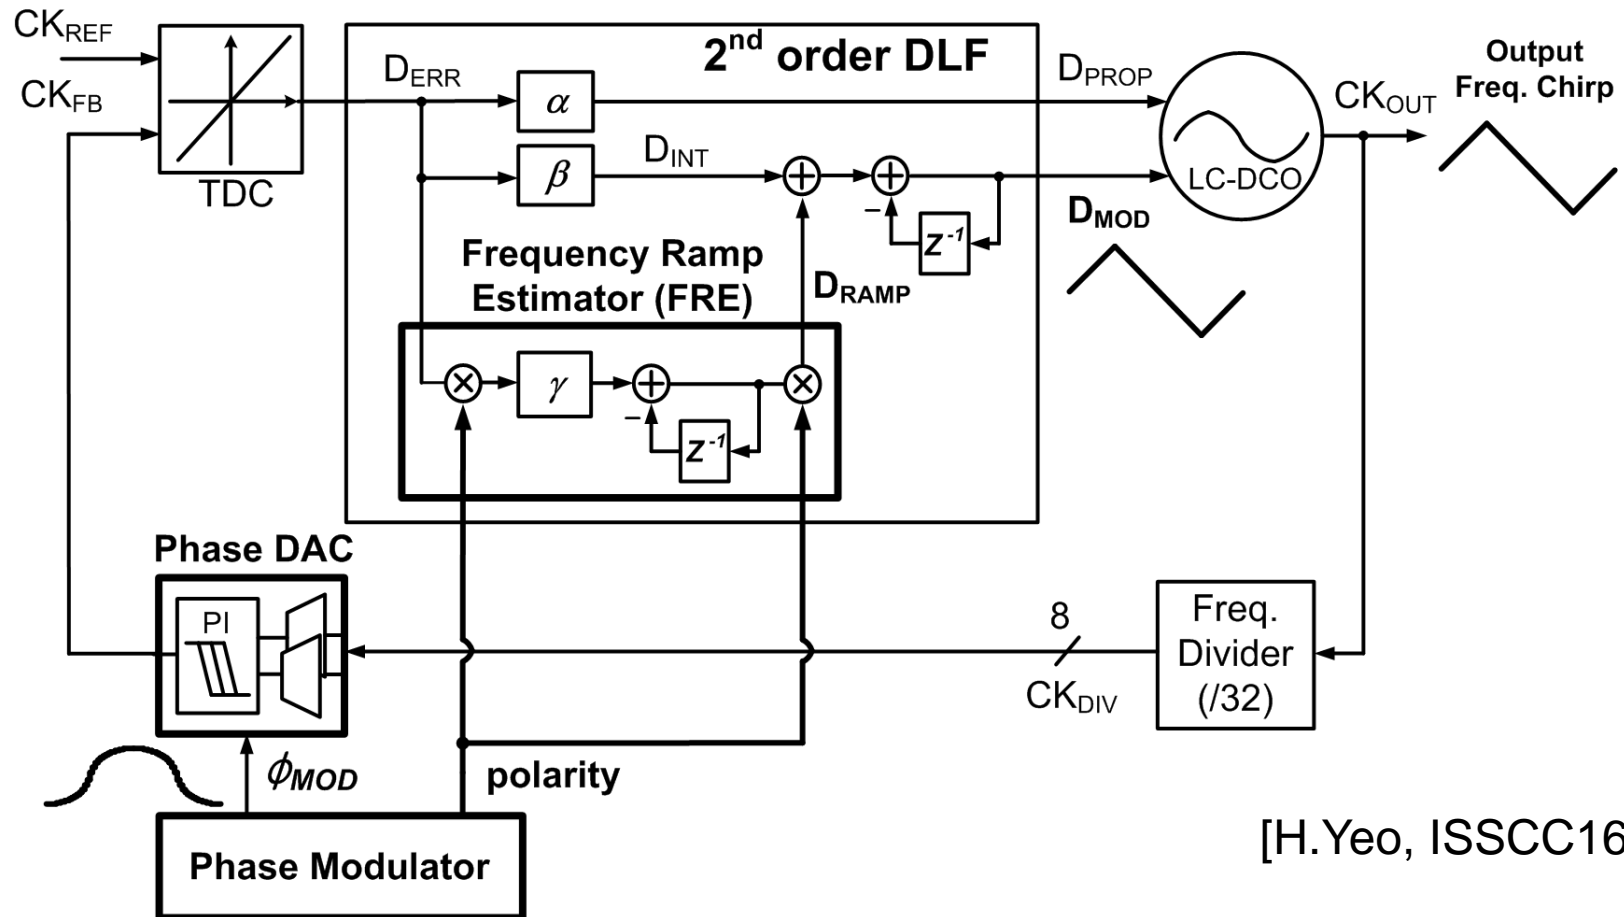 CK_REF
CK_FB
TDC
D_ERR
2nd order DLF
α
β
D_INT
D_PROP
LC-DCO
CK_OUT
Output
Freq. Chirp
+
+
−
Z^-1
D_MOD
Frequency Ramp
Estimator (FRE)
D_RAMP
×
γ
+
×
−
Z^-1
Phase DAC
PI
8
CK_DIV
Freq.
Divider
(/32)
ϕ_MOD
polarity
Phase Modulator
[H.Yeo, ISSCC16